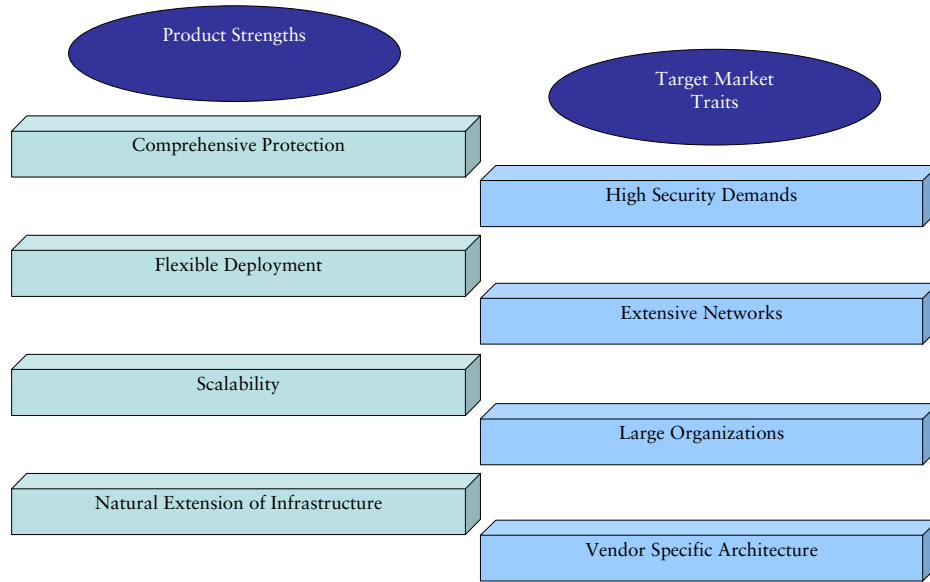 Product Strengths
Target Market
Traits
Comprehensive Protection
High Security Demands
Flexible Deployment
Extensive Networks
Scalability
Large Organizations
Natural Extension of Infrastructure
Vendor Specific Architecture